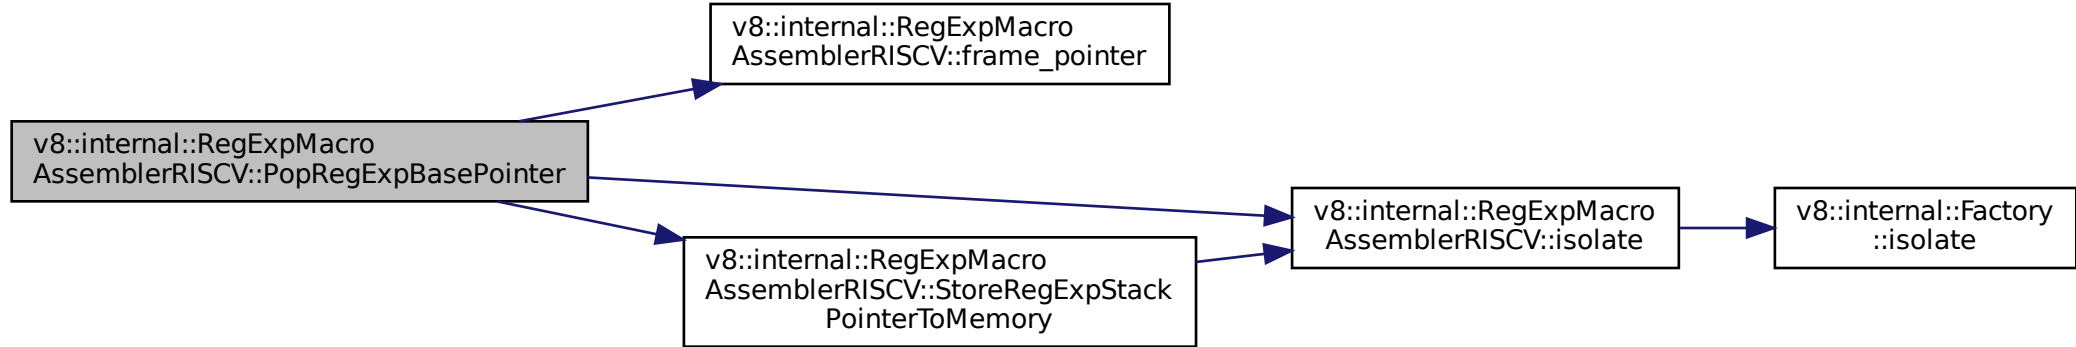 v8::internal::RegExpMacro
AssemblerRISCV::frame_pointer
v8::internal::RegExpMacro
AssemblerRISCV::PopRegExpBasePointer
v8::internal::RegExpMacro
AssemblerRISCV::isolate
v8::internal::Factory
::isolate
v8::internal::RegExpMacro
AssemblerRISCV::StoreRegExpStack
PointerToMemory